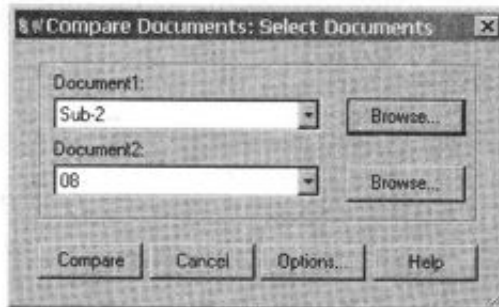 Compare Documents: Select Documents
Document1:
Sub-2
Browse...
Document2:
08
Browse...
Compare Cancel Options... Help